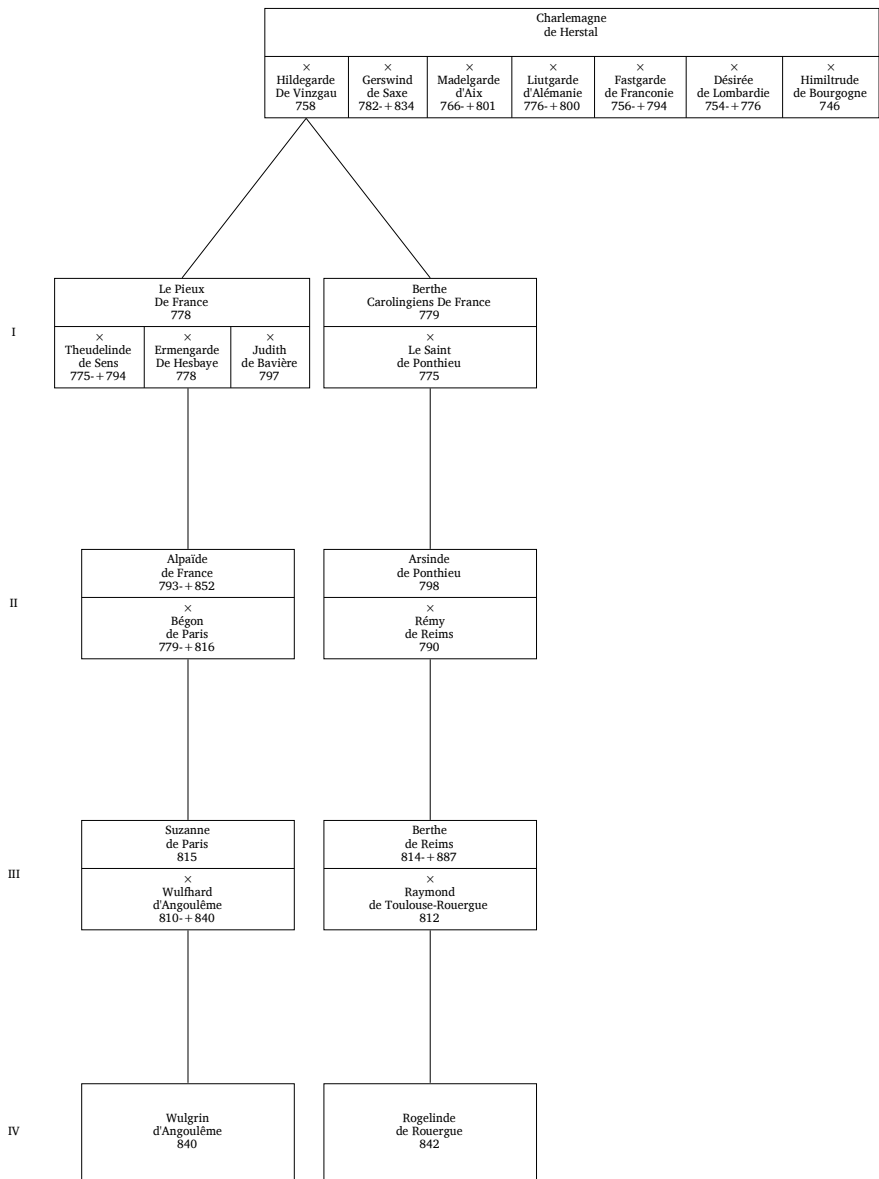 Charlemagne
de Herstal
×
Hildegarde
De Vinzgau
758
×
Gerswind
de Saxe
782-+834
×
Madelgarde
d'Aix
766-+801
×
Liutgarde
d'Alémanie
776-+800
×
Fastgarde
de Franconie
756-+794
×
Désirée
de Lombardie
754-+776
×
Himiltrude
de Bourgogne
746
I
Le Pieux
De France
778
×
Theudelinde
de Sens
775-+794
×
Ermengarde
De Hesbaye
778
×
Judith
de Bavière
797
Berthe
Carolingiens De France
779
×
Le Saint
de Ponthieu
775
II
Alpaïde
de France
793-+852
×
Bégon
de Paris
779-+816
Arsinde
de Ponthieu
798
×
Rémy
de Reims
790
III
Suzanne
de Paris
815
×
Wulfhard
d'Angoulême
810-+840
Berthe
de Reims
814-+887
×
Raymond
de Toulouse-Rouergue
812
IV
Wulgrin
d'Angoulême
840
Rogelinde
de Rouergue
842